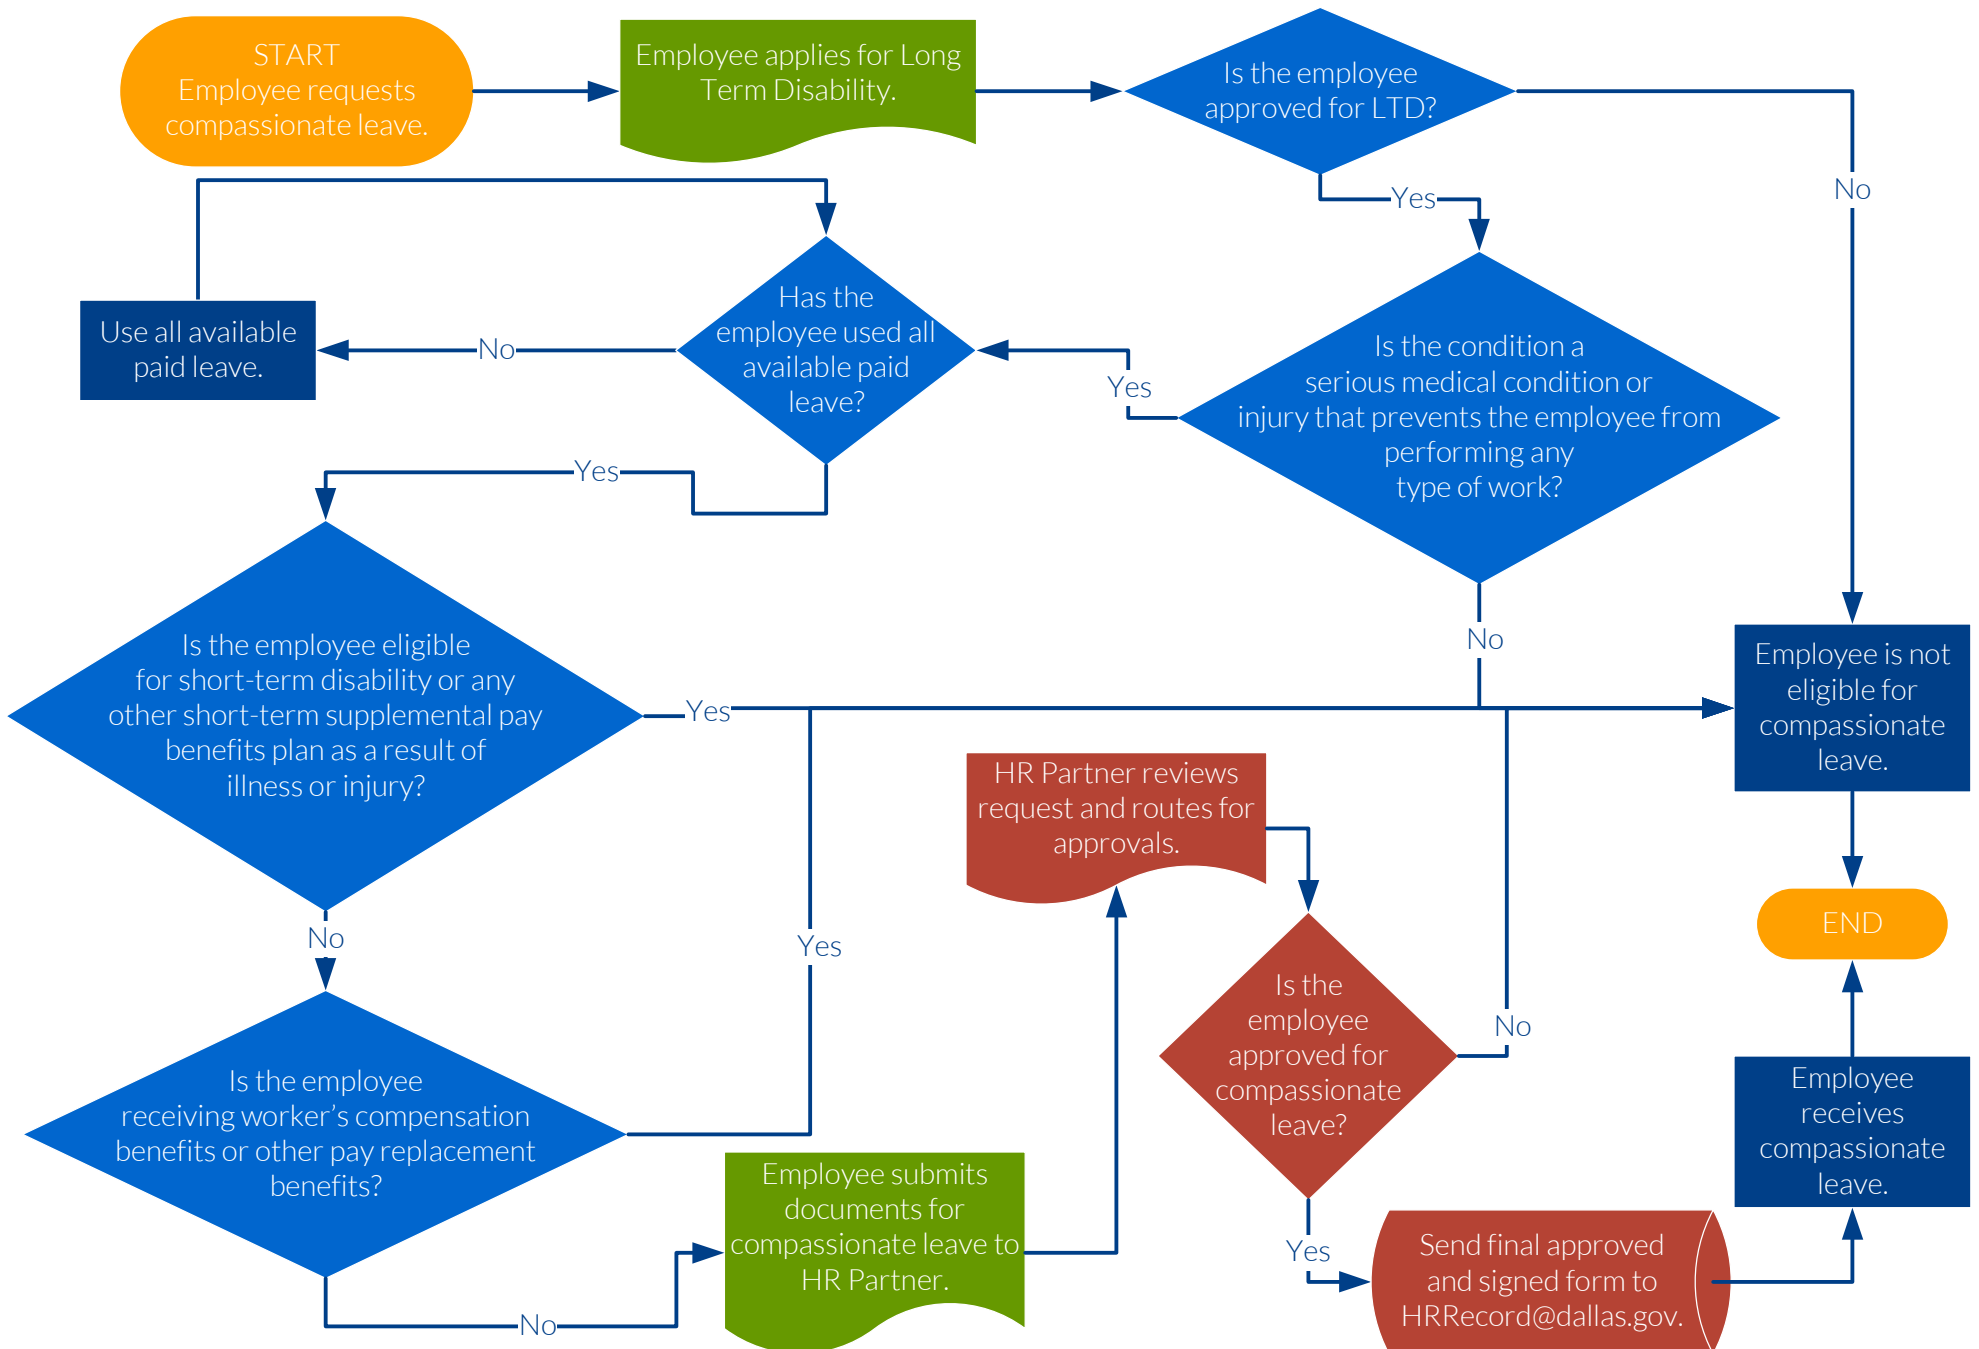 START
Employee requests
compassionate leave.
Employee applies for Long
Term Disability.
Is the employee
approved for LTD?
No
Yes
Is the condition a
serious medical condition or
injury that prevents the employee from
performing any
type of work?
Yes
No
Has the
employee used all
available paid
leave?
No
Use all available
paid leave.
Yes
Is the employee eligible
for short-term disability or any
other short-term supplemental pay
benefits plan as a result of
illness or injury?
Yes
No
Is the employee
receiving worker's compensation
benefits or other pay replacement
benefits?
Yes
No
Employee submits
documents for
compassionate leave to
HR Partner.
HR Partner reviews
request and routes for
approvals.
Is the
employee
approved for
compassionate
leave?
No
Yes
Send final approved
and signed form to
HRRecord@dallas.gov.
Employee
receives
compassionate
leave.
Employee is not
eligible for
compassionate
leave.
END